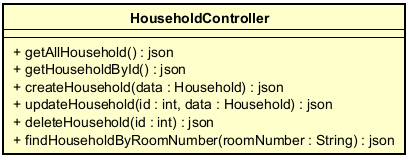 HouseholdController
+ getAllHousehold() : json
+ getHouseholdById() : json
+ createHousehold(data : Household) : json
+ updateHousehold(id : int, data : Household) : json
+ deleteHousehold(id : int) : json
+ findHouseholdByRoomNumber(roomNumber : String) : json